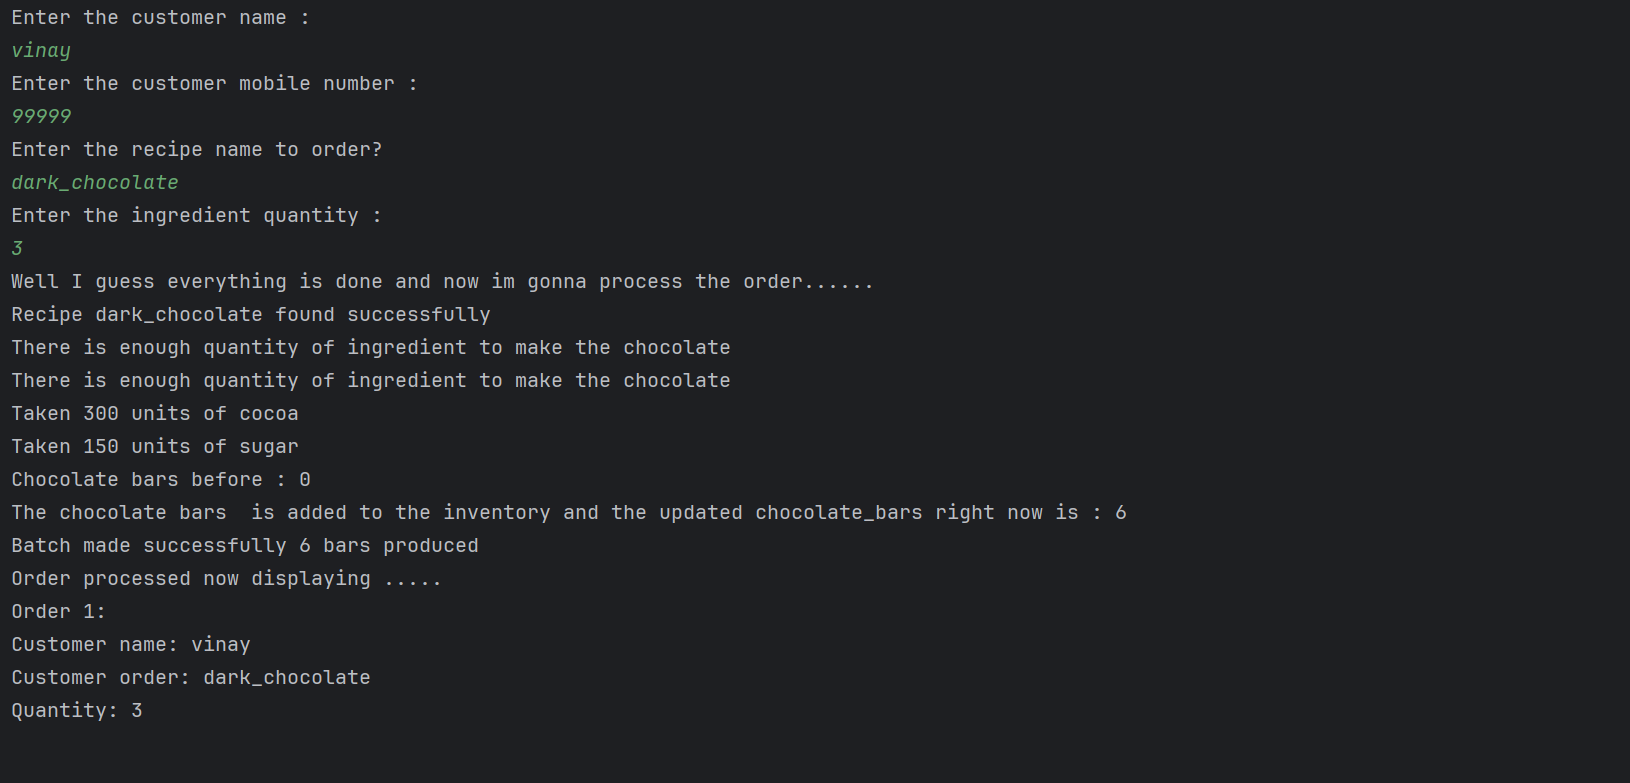 Enter the customer name :
vinay
Enter the customer mobile number :
99999
Enter the recipe name to order?
dark_chocolate
Enter the ingredient quantity :
3
Well I guess everything is done and now im gonna process the order......
Recipe dark_chocolate found successfully
There is enough quantity of ingredient to make the chocolate
There is enough quantity of ingredient to make the chocolate
Taken 300 units of cocoa
Taken 150 units of sugar
Chocolate bars before : 0
The chocolate bars  is added to the inventory and the updated chocolate_bars right now is : 6
Batch made successfully 6 bars produced
Order processed now displaying .....
Order 1:
Customer name: vinay
Customer order: dark_chocolate
Quantity: 3